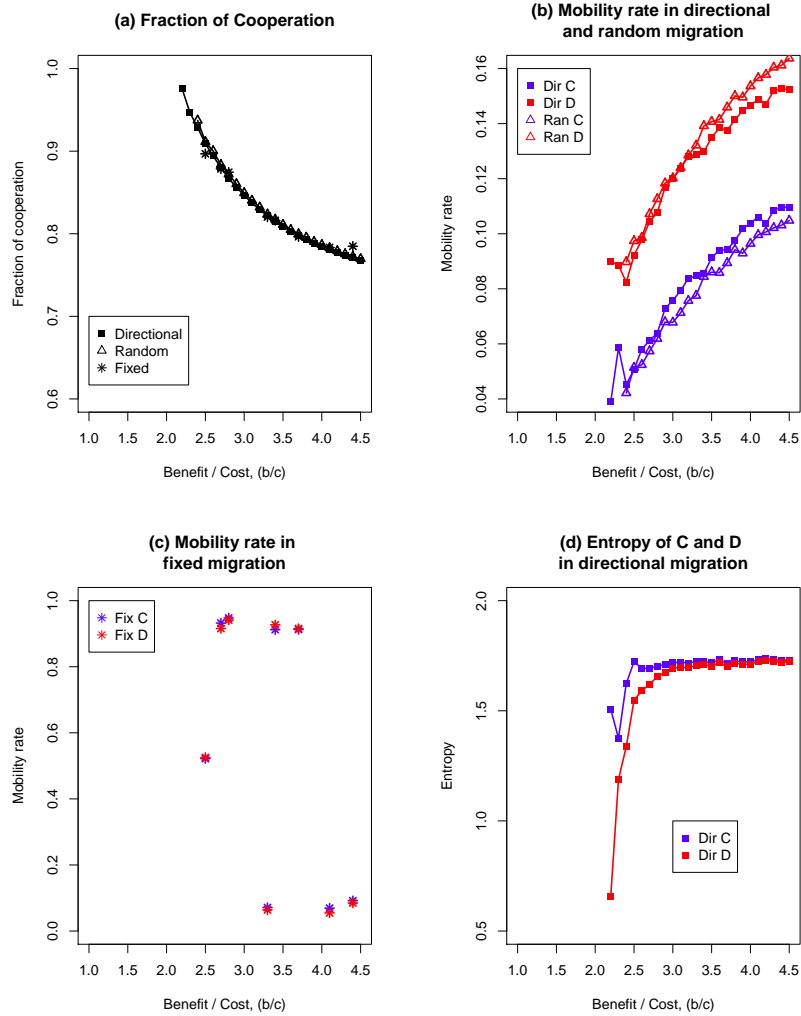 (a) Fraction of Cooperation
Fraction of cooperation
1.0
0.9
0.8
0.7
0.6
Directional
Random
Fixed
1.0 1.5 2.0 2.5 3.0 3.5 4.0 4.5
Benefit / Cost, (b/c)
(b) Mobility rate in directional
and random migration
Mobility rate
0.16
0.14
0.12
0.10
0.08
0.06
0.04
Dir C
Dir D
Ran C
Ran D
1.0 1.5 2.0 2.5 3.0 3.5 4.0 4.5
Benefit / Cost, (b/c)
(c) Mobility rate in
fixed migration
Mobility rate
1.0
0.8
0.6
0.4
0.2
0.0
Fix C
Fix D
1.0 1.5 2.0 2.5 3.0 3.5 4.0 4.5
Benefit / Cost, (b/c)
(d) Entropy of C and D
in directional migration
Entropy
2.0
1.5
1.0
0.5
Dir C
Dir D
1.0 1.5 2.0 2.5 3.0 3.5 4.0 4.5
Benefit / Cost, (b/c)